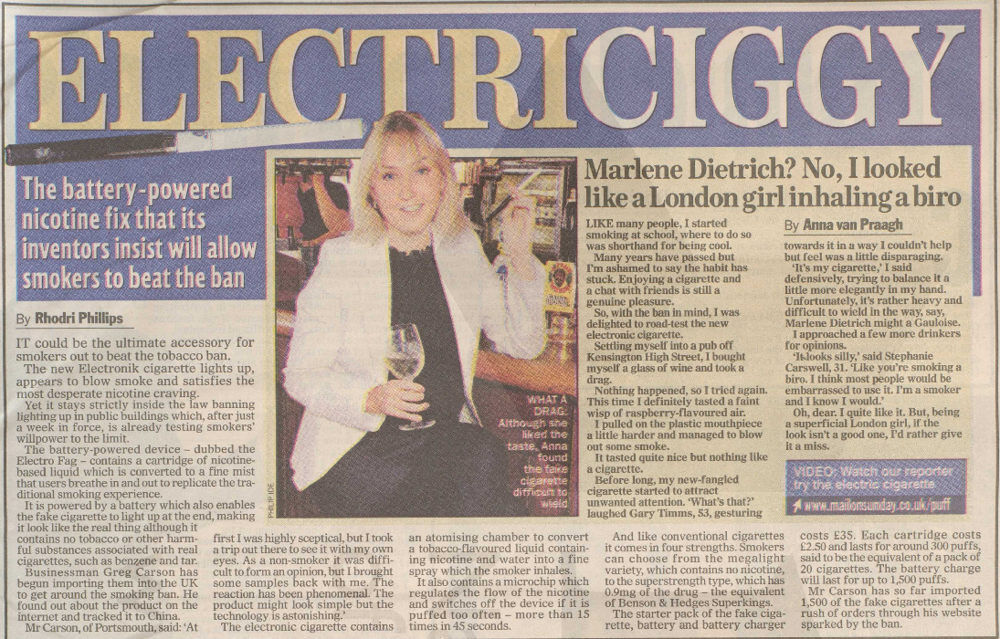 ELECTRICIGGY
The battery-powered
nicotine fix that its
inventors insist will allow
smokers to beat the ban
By Rhodri Phillips
IT could be the ultimate accessory for
smokers out to beat the tobacco ban.
The new Electronik cigarette lights up,
appears to blow smoke and satisfies the
most desperate nicotine craving.
Yet it stays strictly inside the law banning
lighting up in public buildings which, after just
a week in force, is already testing smokers'
willpower to the limit.
The battery-powered device – dubbed the
Electro Fag – contains a cartridge of nicotine-
based liquid which is converted to a fine mist
that users breathe in and out to replicate the tra-
ditional smoking experience.
It is powered by a battery which also enables
the fake cigarette to light up at the end, making
it look like the real thing although it
contains no tobacco or other harm-
ful substances associated with real
cigarettes, such as benzene and tar.
Businessman Greg Carson has
begun importing them into the UK
to get around the smoking ban. He
found out about the product on the
internet and tracked it to China.
Mr Carson, of Portsmouth, said: 'At
first I was highly sceptical, but I took
a trip out there to see it with my own
eyes. As a non-smoker it was diffi-
cult to form an opinion, but I brought
some samples back with me. The
reaction has been phenomenal. The
product might look simple but the
technology is astonishing.'
The electronic cigarette contains
an atomising chamber to convert
a tobacco-flavoured liquid contain-
ing nicotine and water into a fine
spray which the smoker inhales.
It also contains a microchip which
regulates the flow of the nicotine
and switches off the device if it is
puffed too often – more than 15
times in 45 seconds.
And like conventional cigarettes
it comes in four strengths. Smokers
can choose from the megalight
variety, which contains no nicotine,
to the superstrength type, which has
0.9mg of the drug – the equivalent
of Benson & Hedges Superkings.
The starter pack of the fake ciga-
rette, battery and battery charger
costs £35. Each cartridge costs
£2.50 and lasts for around 300 puffs,
said to be the equivalent of a pack of
20 cigarettes. The battery charge
will last for up to 1,500 puffs.
Mr Carson has so far imported
1,500 of the fake cigarettes after a
rush of orders through his website
sparked by the ban.
PHILIP IDE
WHAT A
DRAG:
Although she
liked the
taste, Anna
found
the fake
cigarette
difficult to
wield
Marlene Dietrich? No, I looked
like a London girl inhaling a biro
LIKE many people, I started
smoking at school, where to do so
was shorthand for being cool.
Many years have passed but
I'm ashamed to say the habit has
stuck. Enjoying a cigarette and
a chat with friends is still a
genuine pleasure.
So, with the ban in mind, I was
delighted to road-test the new
electronic cigarette.
Settling myself into a pub off
Kensington High Street, I bought
myself a glass of wine and took a
drag.
Nothing happened, so I tried again.
This time I definitely tasted a faint
wisp of raspberry-flavoured air.
I pulled on the plastic mouthpiece
a little harder and managed to blow
out some smoke.
It tasted quite nice but nothing like
a cigarette.
Before long, my new-fangled
cigarette started to attract
unwanted attention. 'What's that?'
laughed Gary Timms, 53, gesturing
By Anna van Praagh
towards it in a way I couldn't help
but feel was a little disparaging.
'It's my cigarette,' I said
defensively, trying to balance it a
little more elegantly in my hand.
Unfortunately, it's rather heavy and
difficult to wield in the way, say,
Marlene Dietrich might a Gauloise.
I approached a few more drinkers
for opinions.
'It looks silly,' said Stephanie
Carswell, 31. 'Like you're smoking a
biro. I think most people would be
embarrassed to use it. I'm a smoker
and I know I would.'
Oh, dear. I quite like it. But, being
a superficial London girl, if the
look isn't a good one, I'd rather give
it a miss.
VIDEO: Watch our reporter
try the electric cigarette
www.mailonsunday.co.uk/puff